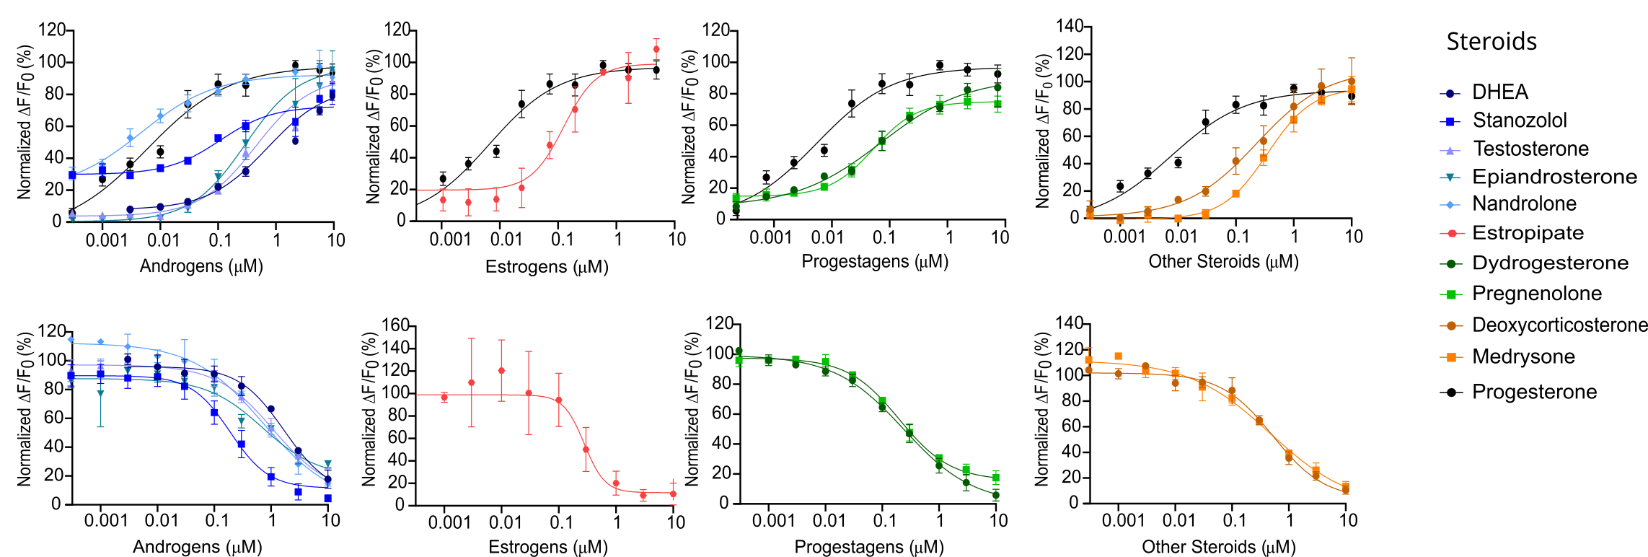 Normalized ΔF/F0 (%)
120
100
80
60
40
20
0
0.001 0.01 0.1 1 10
Androgens (μM)
Normalized ΔF/F0 (%)
120
100
80
60
40
20
0
0.001 0.01 0.1 1 10
Estrogens (μM)
Normalized ΔF/F0 (%)
120
100
80
60
40
20
0
0.001 0.01 0.1 1 10
Progestagens (μM)
Normalized ΔF/F0 (%)
140
120
100
80
60
40
20
0
0.001 0.01 0.1 1 10
Other Steroids (μM)
Steroids
DHEA
Stanozolol
Testosterone
Epiandrosterone
Nandrolone
Estropipate
Dydrogesterone
Pregnenolone
Deoxycorticosterone
Medrysone
Progesterone
Normalized ΔF/F0 (%)
120
100
80
60
40
20
0
0.001 0.01 0.1 1 10
Androgens (μM)
Normalized ΔF/F0 (%)
160
140
120
100
80
60
40
20
0
0.001 0.01 0.1 1 10
Estrogens (μM)
Normalized ΔF/F0 (%)
120
100
80
60
40
20
0
0.001 0.01 0.1 1 10
Progestagens (μM)
Normalized ΔF/F0 (%)
140
120
100
80
60
40
20
0
0.001 0.01 0.1 1 10
Other Steroids (μM)